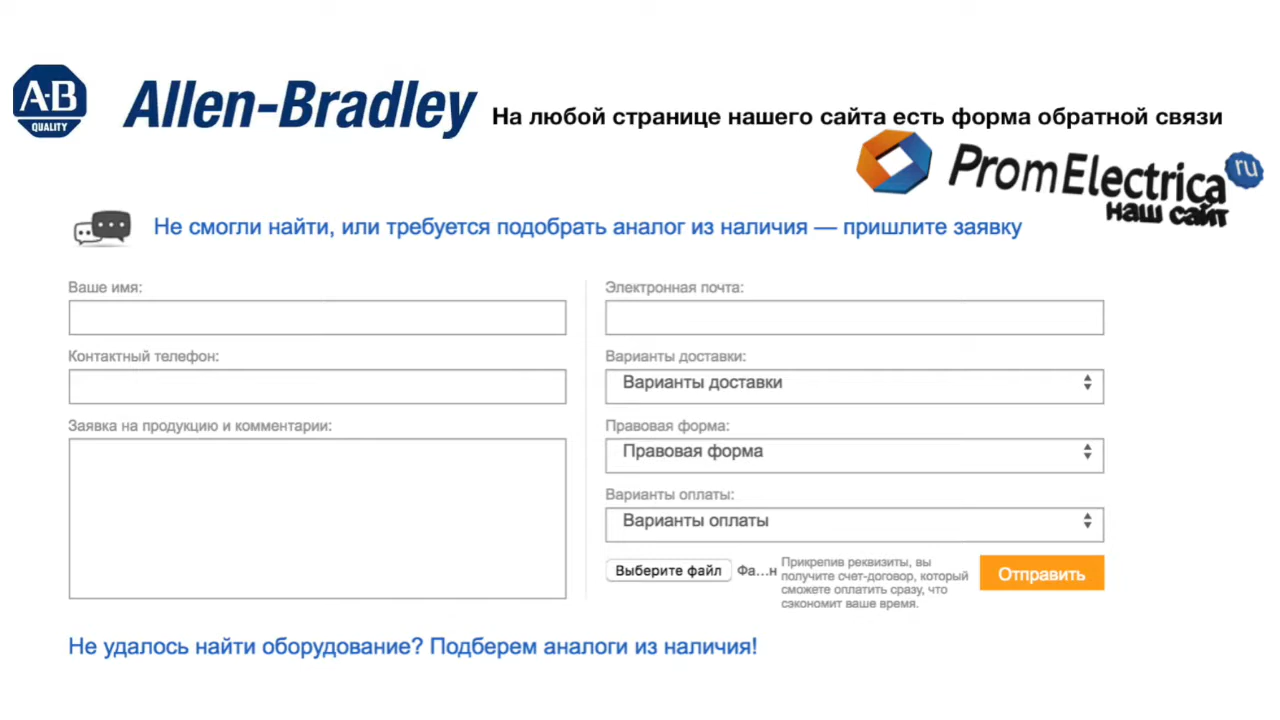 A-B
QUALITY
Allen-Bradley
На любой странице нашего сайта есть форма обратной связи
PromElectrica ru
наш сайт
Не смогли найти, или требуется подобрать аналог из наличия — пришлите заявку
Ваше имя:
Электронная почта:
Контактный телефон:
Варианты доставки:
Варианты доставки
Заявка на продукцию и комментарии:
Правовая форма:
Правовая форма
Варианты оплаты:
Варианты оплаты
Выберите файл Фа...н
Прикрепив реквизиты, вы
получите счет-договор, который
сможете оплатить сразу, что
сэкономит ваше время.
Отправить
Не удалось найти оборудование? Подберем аналоги из наличия!